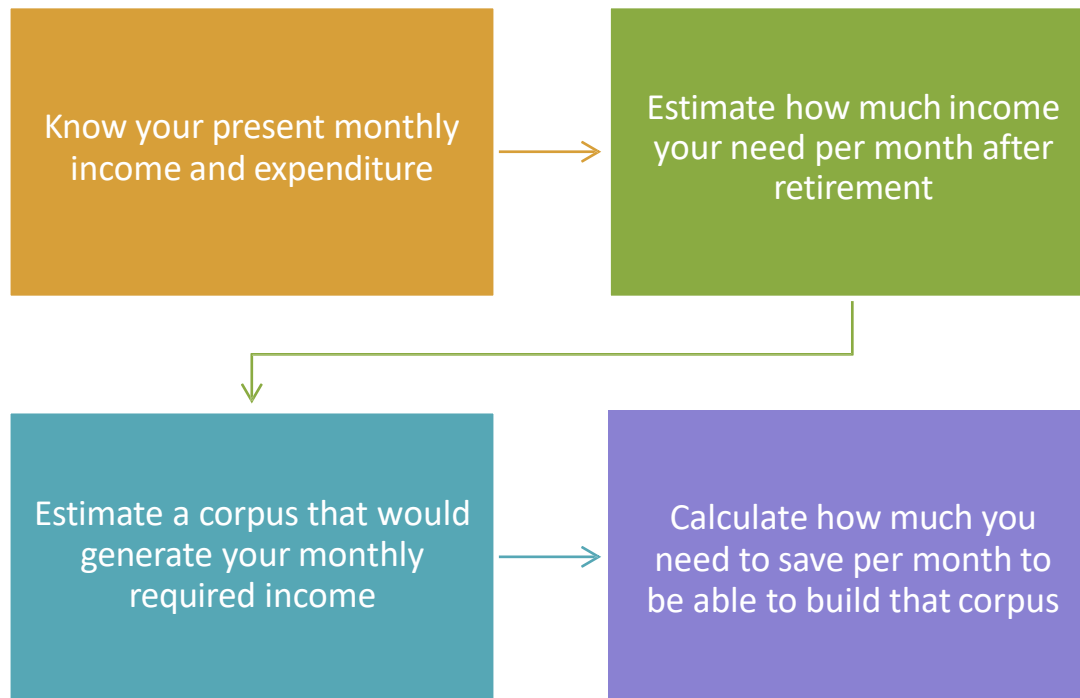 Know your present monthly
income and expenditure
Estimate how much income
your need per month after
retirement
Estimate a corpus that would
generate your monthly
required income
Calculate how much you
need to save per month to
be able to build that corpus